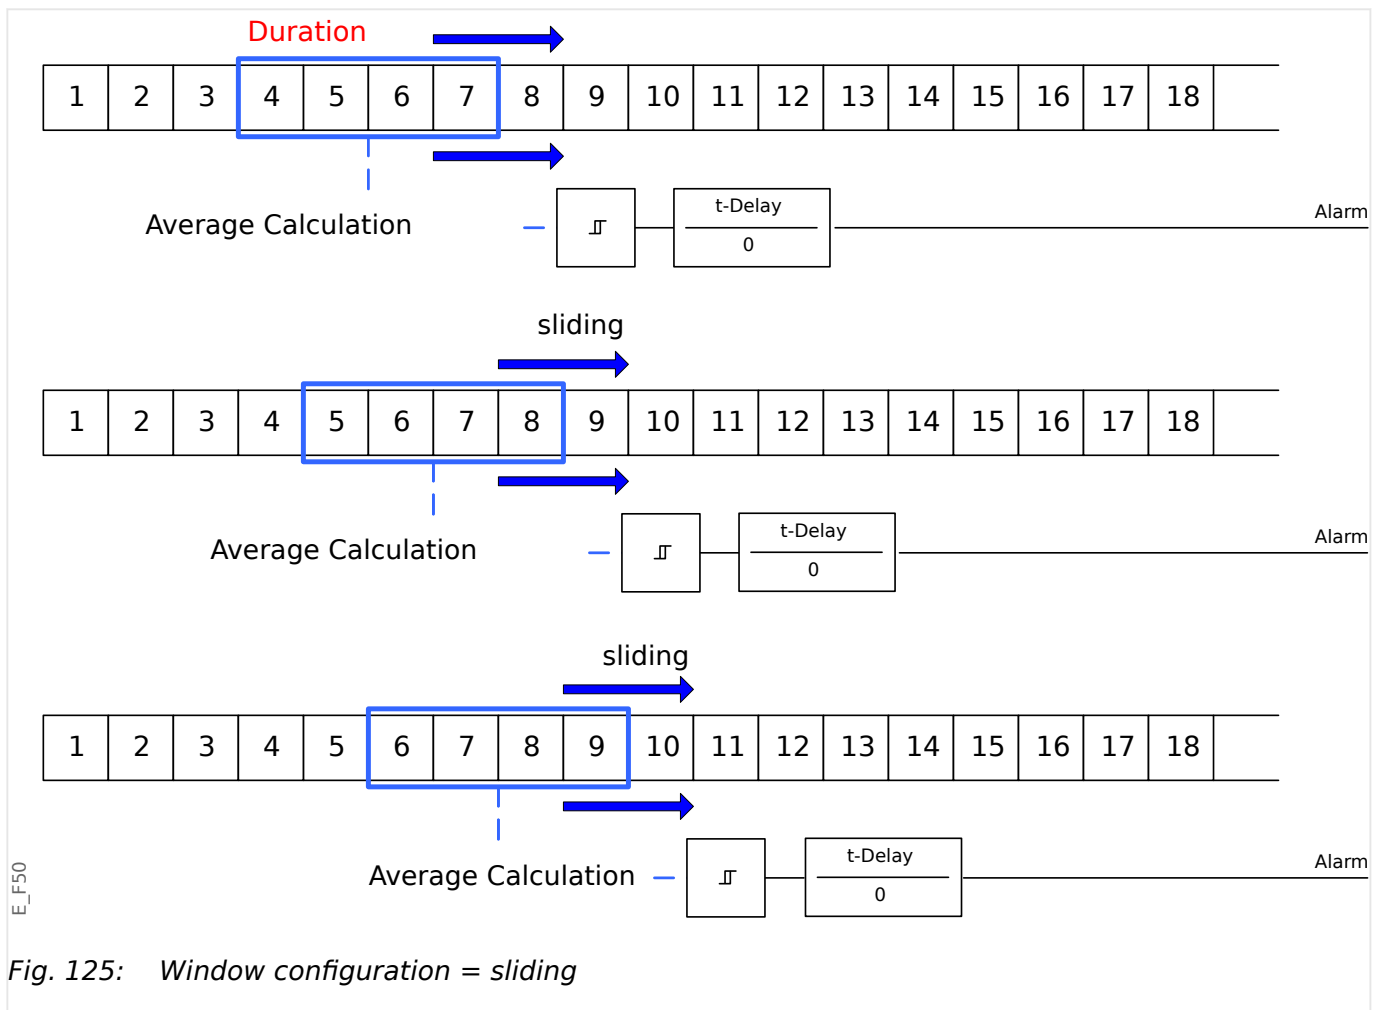 Duration
1 2 3 4 5 6 7 8 9 10 11 12 13 14 15 16 17 18
t-Delay
Average Calculation
0
Alarm
sliding
1 2 3 4 5 6 7 8 9 10 11 12 13 14 15 16 17 18
t-Delay
Average Calculation
0
Alarm
sliding
1 2 3 4 5 6 7 8 9 10 11 12 13 14 15 16 17 18
t-Delay
Average Calculation
0
Alarm
E_F50
Fig. 125: Window configuration = sliding